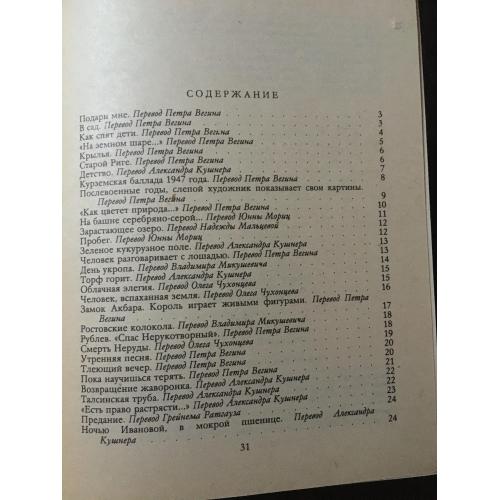 СОДЕРЖАНИЕ
Подари мне. Перевод Петра Вегина 3
В сад. Перевод Петра Вегина 3
Как спят дети. Перевод Петра Вегина 4
«На земном шаре...» Перевод Петра Вегина 5
Крылья. Перевод Петра Вегина 6
Старой Риге. Перевод Петра Вегина 6
Детство. Перевод Александра Кушнера 7
Курземская баллада 1947 года. Перевод Петра Вегина 8
Послевоенные годы, слепой художник показывает свои картины.
Перевод Петра Вегина 9
«Как цветет природа...» Перевод Петра Вегина 10
На башне серебряно-серой... Перевод Юнны Мориц 11
Зарастающее озеро. Перевод Надежды Мальцевой 12
Пробег. Перевод Юнны Мориц 12
Зеленое кукурузное поле. Перевод Александра Кушнера 13
Человек разговаривает с лошадью. Перевод Петра Вегина 13
День укропа. Перевод Владимира Микушевича 14
Торф горит. Перевод Александра Кушнера 14
Облачная элегия. Перевод Олега Чухонцева 15
Человек, вспаханная земля. Перевод Олега Чухонцева 16
Замок Акбара. Король играет живыми фигурами. Перевод Петра
Вегина 17
Ростовские колокола. Перевод Владимира Микушевича 18
Рублев. «Спас Нерукотворный». Перевод Петра Вегина 18
Смерть Неруды. Перевод Олега Чухонцева 19
Утренняя песня. Перевод Петра Вегина 20
Тлеющий вечер. Перевод Петра Вегина 20
Пока научишься терять. Перевод Петра Вегина 21
Возвращение жаворонка. Перевод Александра Кушнера 22
Талсинская труба. Перевод Александра Кушнера 22
«Есть право растрясти...» Перевод Александра Кушнера 23
Предание. Перевод Грейнема Ратгауза 24
Ночью Ивановой, в мокрой пшенице. Перевод Александра
Кушнера 24
31